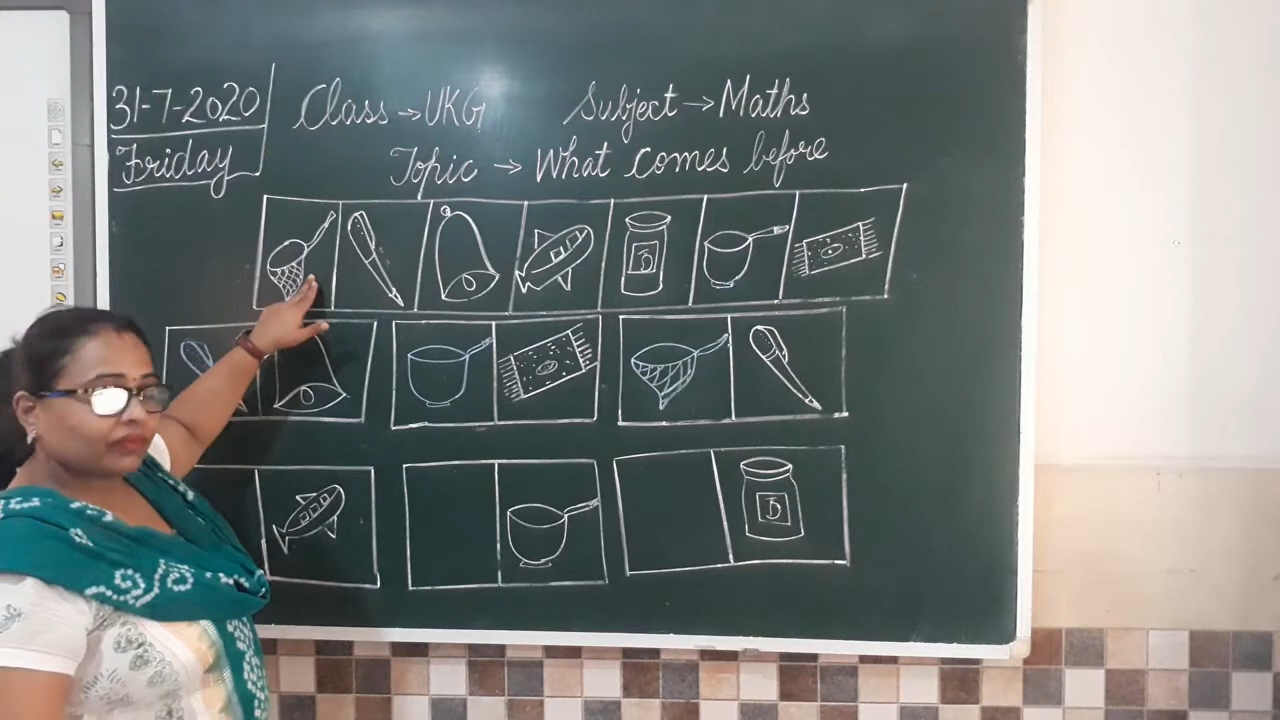 31-7-2020 Class → UKG Subject → Maths
Friday Topic → What comes before